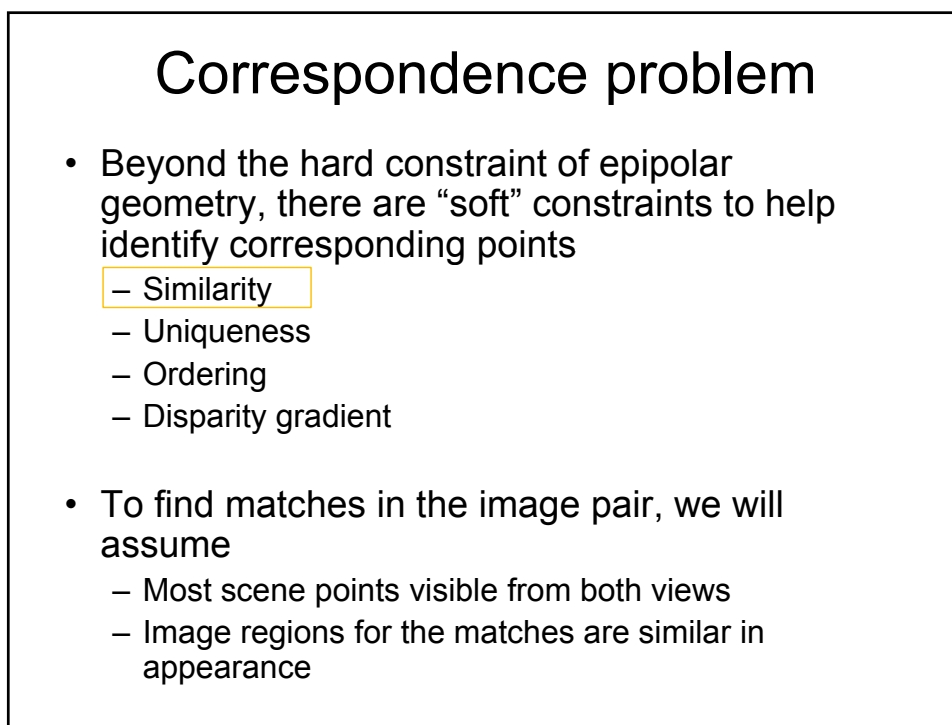 Correspondence problem
• Beyond the hard constraint of epipolar
geometry, there are “soft” constraints to help
identify corresponding points
– Similarity
– Uniqueness
– Ordering
– Disparity gradient
• To find matches in the image pair, we will
assume
– Most scene points visible from both views
– Image regions for the matches are similar in
appearance